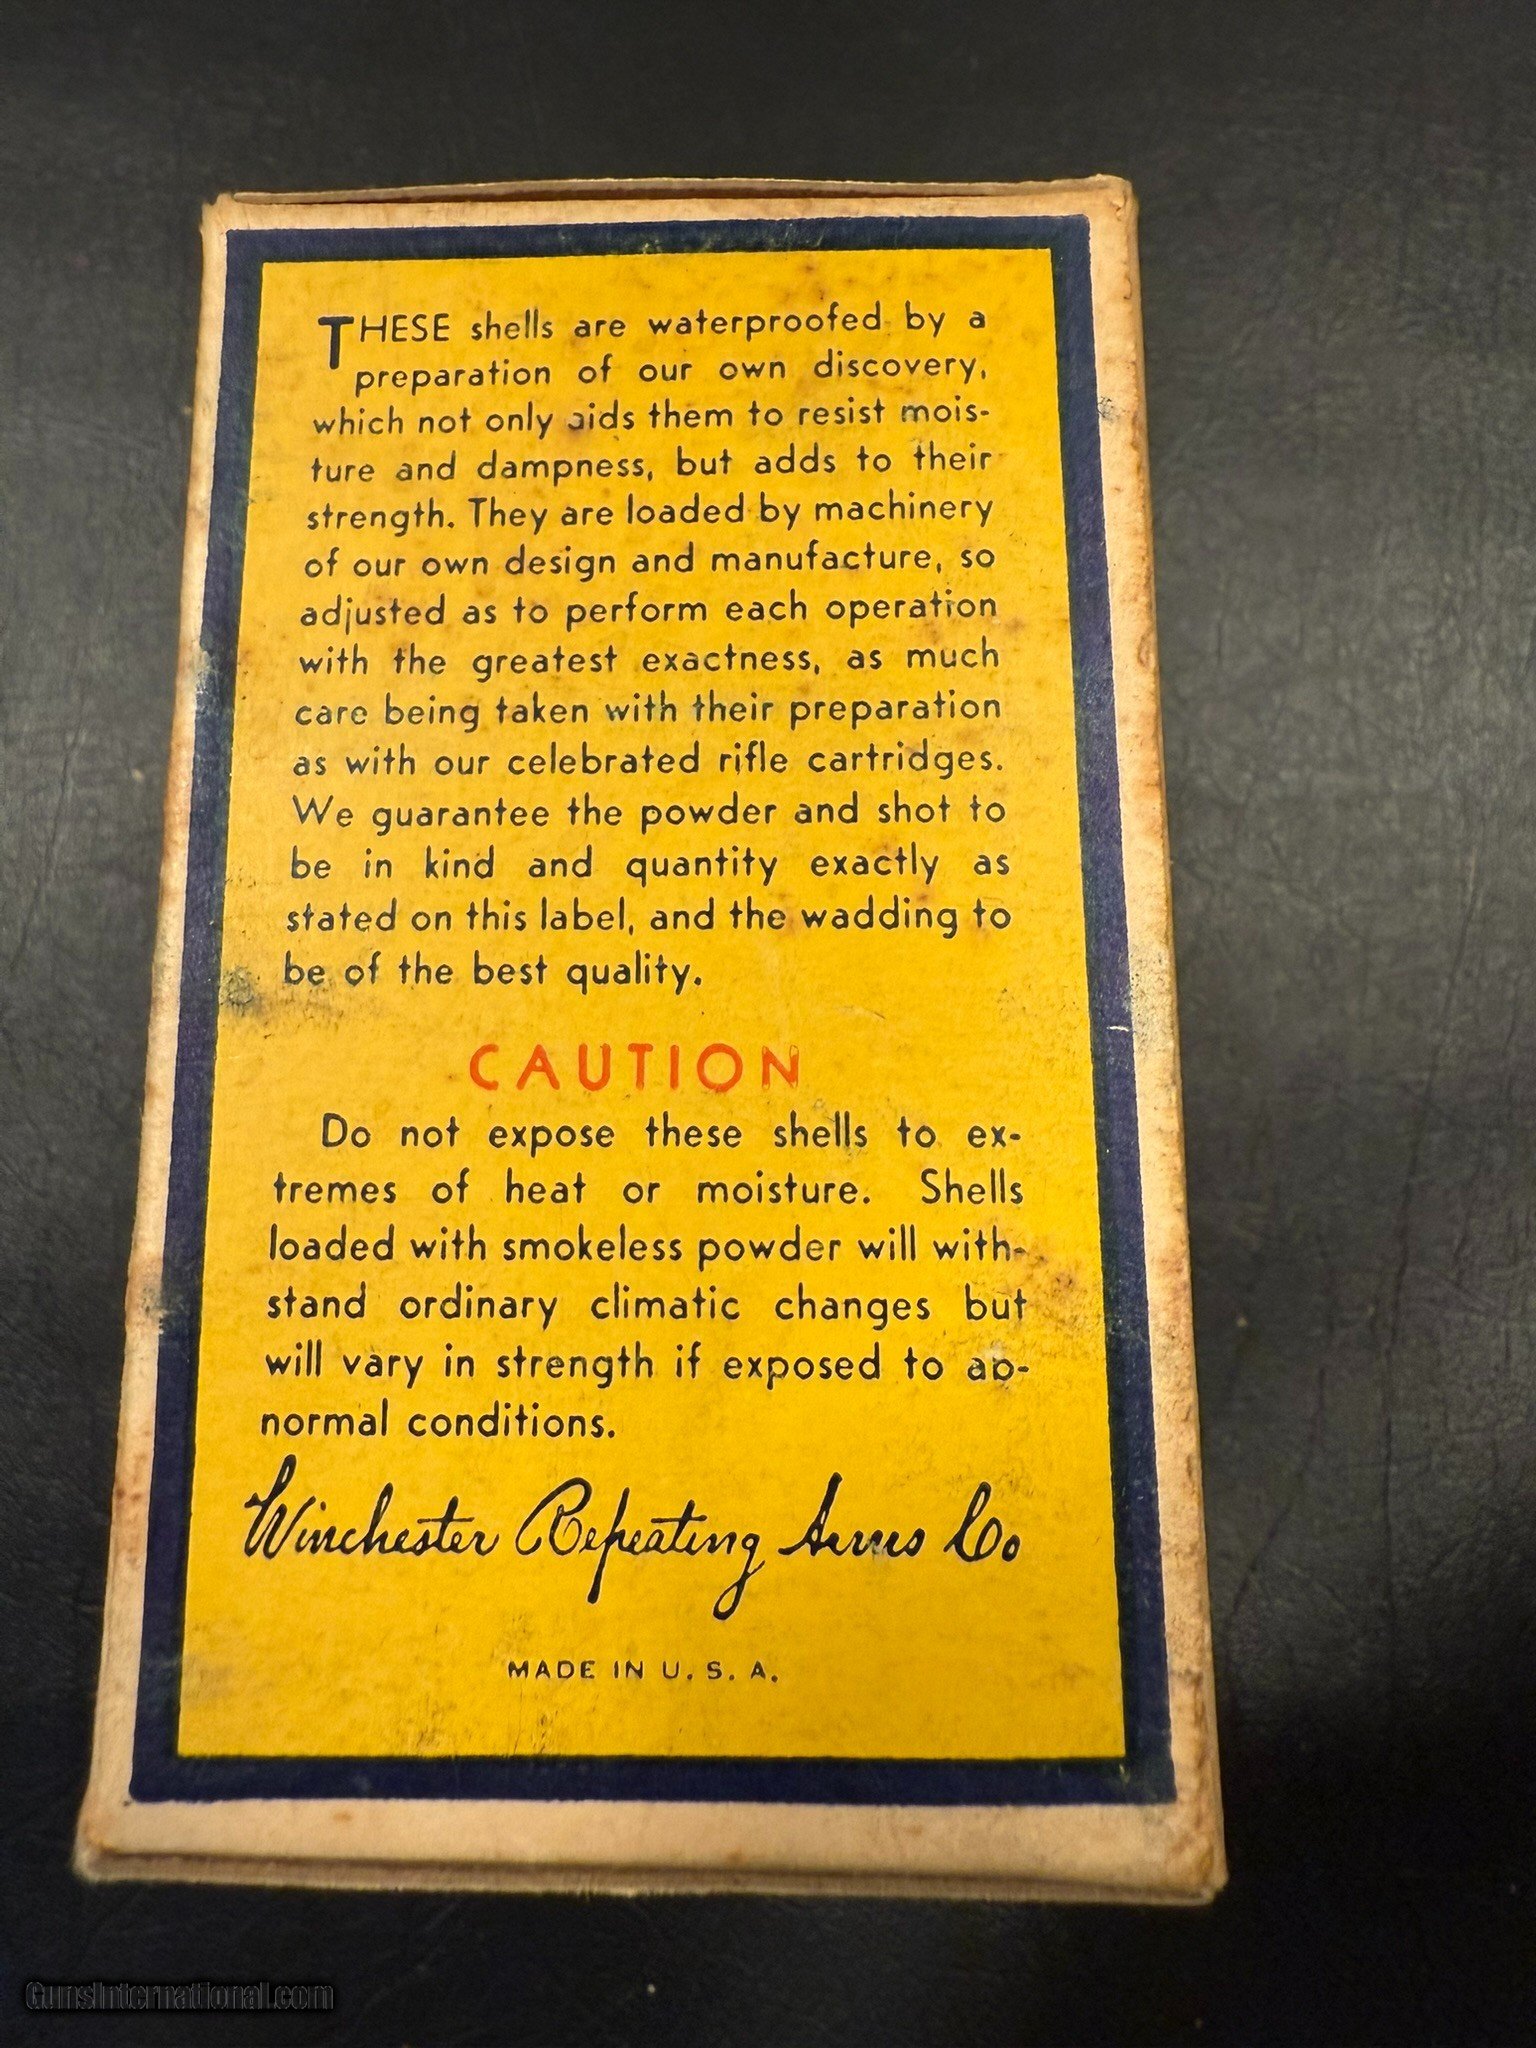 THESE shells are waterproofed by a
preparation of our own discovery,
which not only aids them to resist mois-
ture and dampness, but adds to their
strength. They are loaded by machinery
of our own design and manufacture, so
adjusted as to perform each operation
with the greatest exactness, as much
care being taken with their preparation
as with our celebrated rifle cartridges.
We guarantee the powder and shot to
be in kind and quantity exactly as
stated on this label, and the wadding to
be of the best quality.
CAUTION
Do not expose these shells to ex-
tremes of heat or moisture. Shells
loaded with smokeless powder will with-
stand ordinary climatic changes but
will vary in strength if exposed to ab-
normal conditions.
Winchester Repeating Arms Co
MADE IN U. S. A.
GunsInternational.com